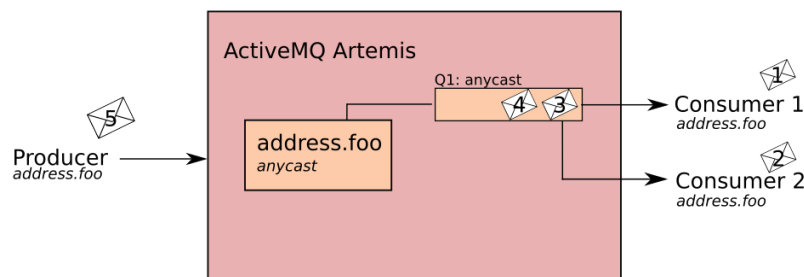 ActiveMQ Artemis
Q1: anycast
1
5
4 3
Consumer 1
address.foo
address.foo
anycast
Producer
address.foo
2
Consumer 2
address.foo